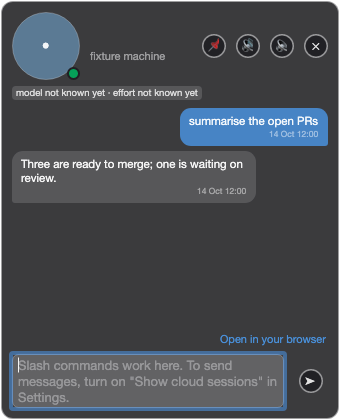 fixture machine
model not known yet · effort not known yet
summarise the open PRs
14 Oct 12:00
Three are ready to merge; one is waiting on
review.
14 Oct 12:00
Open in your browser
Slash commands work here. To send
messages, turn on "Show cloud sessions" in
Settings.